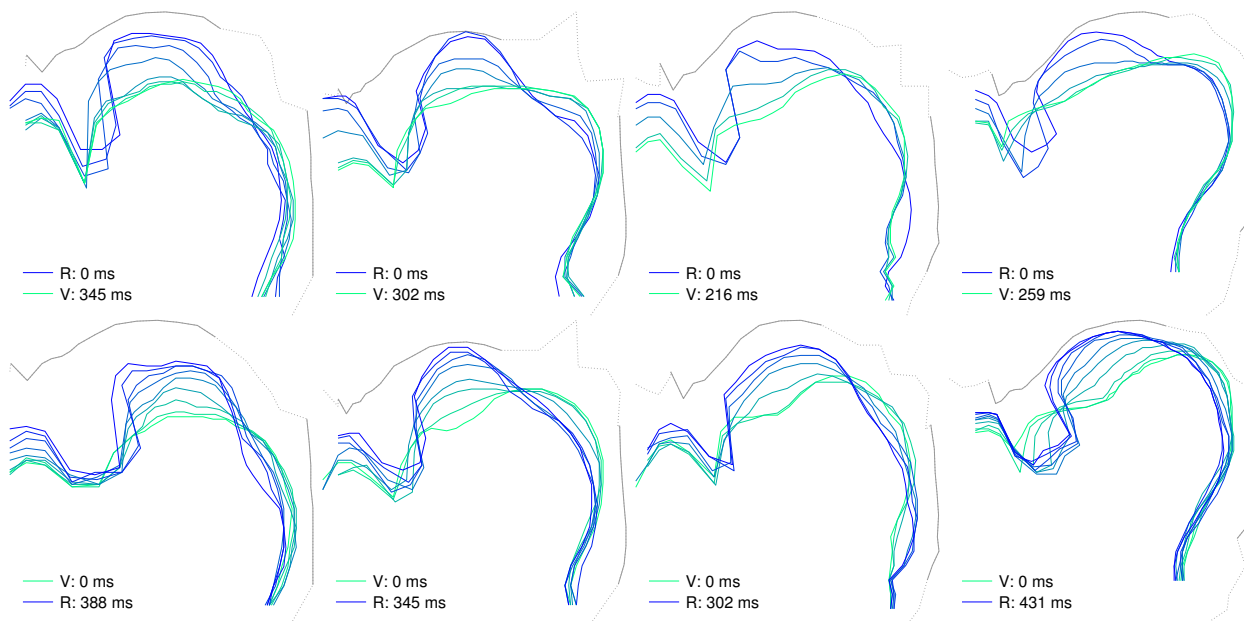 R: 0 ms
V: 345 ms
R: 0 ms
V: 302 ms
R: 0 ms
V: 216 ms
R: 0 ms
V: 259 ms
V: 0 ms
R: 388 ms
V: 0 ms
R: 345 ms
V: 0 ms
R: 302 ms
V: 0 ms
R: 431 ms